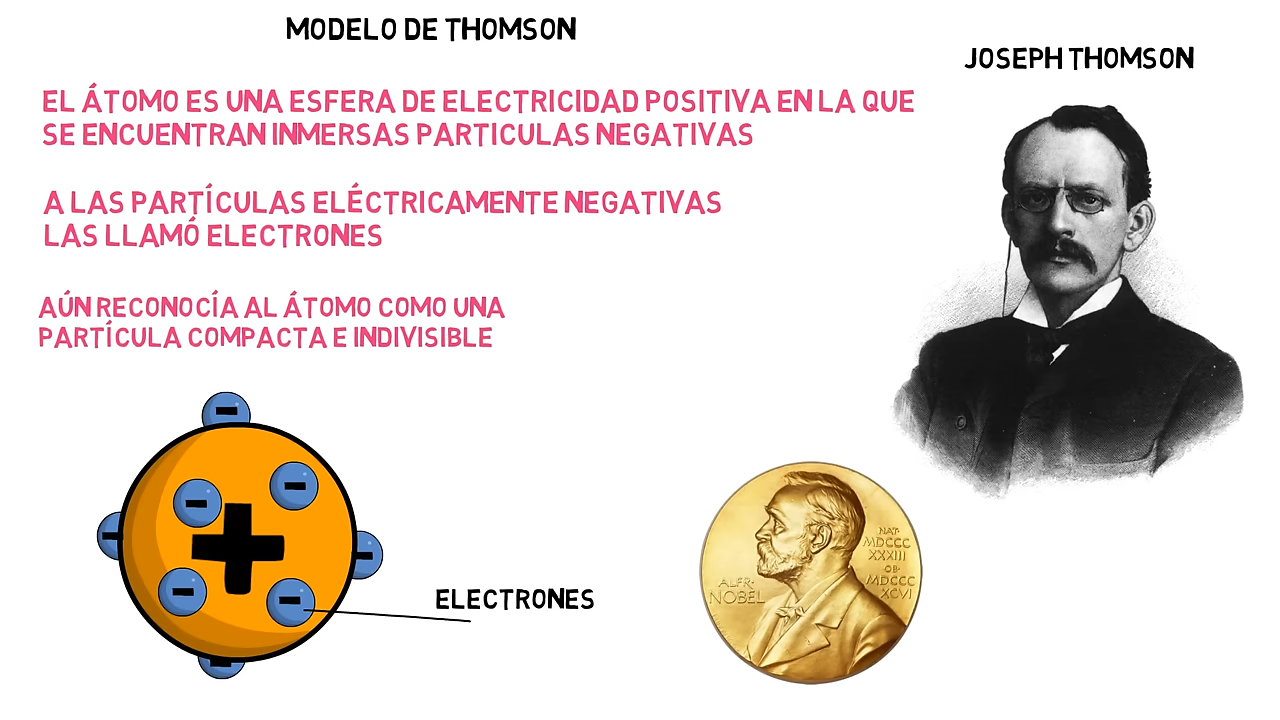 MODELO DE THOMSON
JOSEPH THOMSON
EL ÁTOMO ES UNA ESFERA DE ELECTRICIDAD POSITIVA EN LA QUE
SE ENCUENTRAN INMERSAS PARTICULAS NEGATIVAS
A LAS PARTÍCULAS ELÉCTRICAMENTE NEGATIVAS
LAS LLAMÓ ELECTRONES
AÚN RECONOCÍA AL ÁTOMO COMO UNA
PARTÍCULA COMPACTA E INDIVISIBLE
ELECTRONES
ALFR·
NOBEL
NAT·
MDCCC
XXXIII
OB·
MDCCC
XCVI